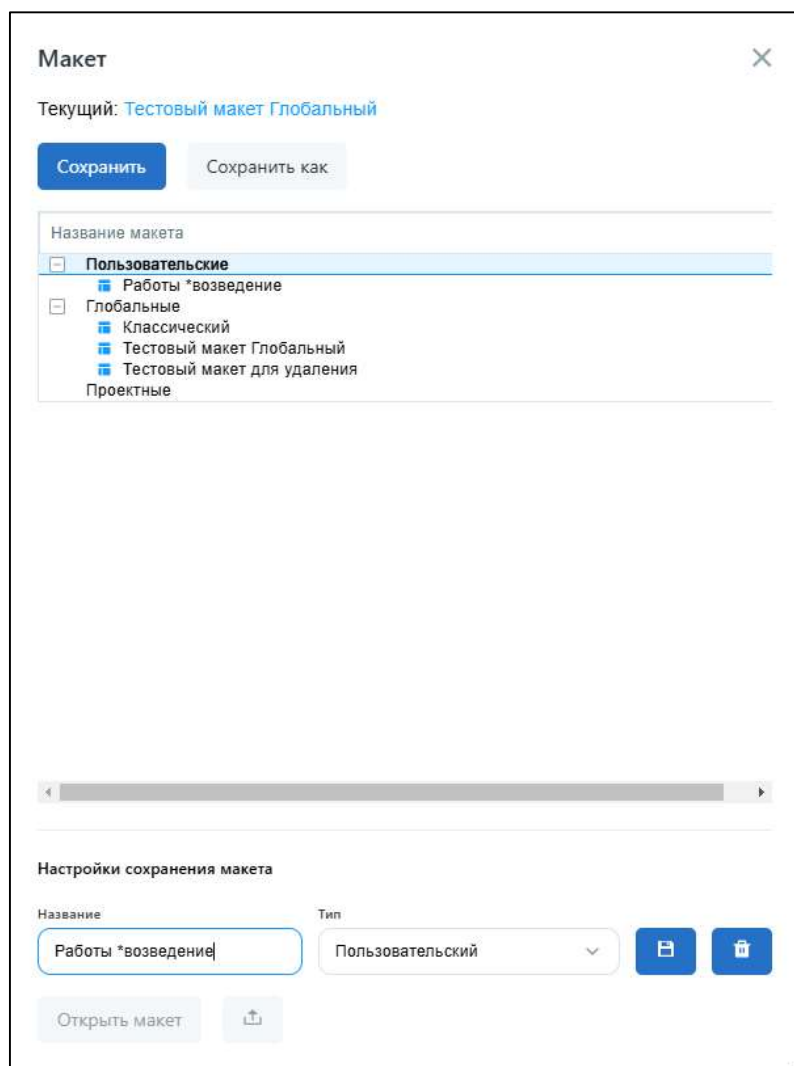 Макет
Текущий: Тестовый макет Глобальный
Сохранить Сохранить как
Название макета
Пользовательские
Работы *возведение
Глобальные
Классический
Тестовый макет Глобальный
Тестовый макет для удаления
Проектные
Настройки сохранения макета
Название Тип
Работы *возведение Пользовательский
Открыть макет